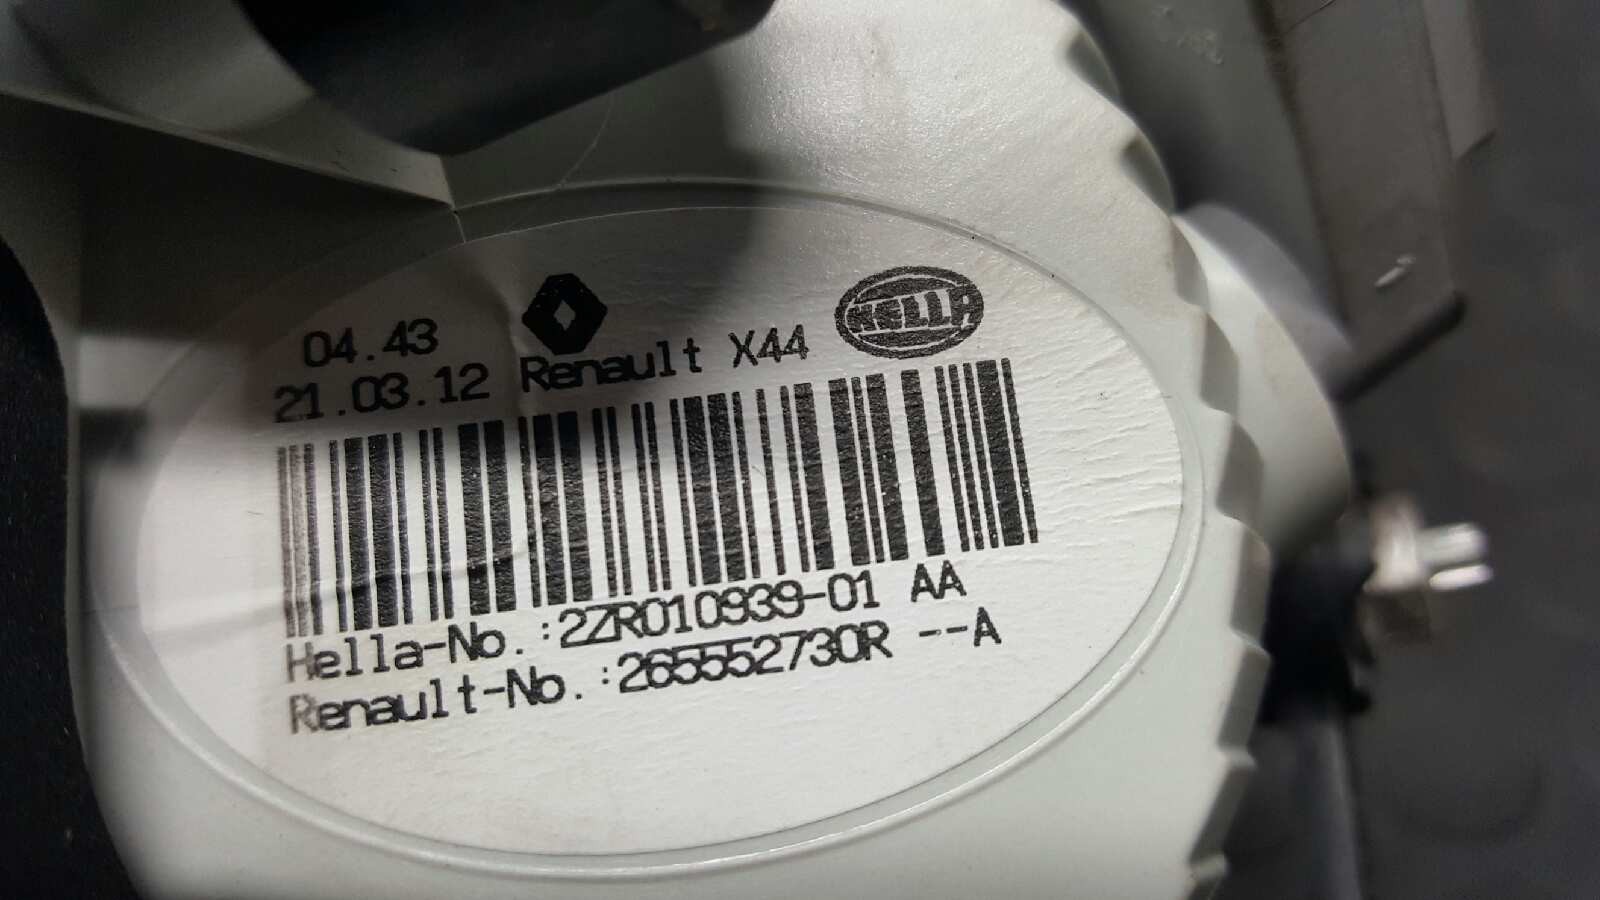 04.43
21.03.12 Renault X44
HELLA
Hella-No.:2ZR010939-01 AA
Renault-No.:265552730R --A